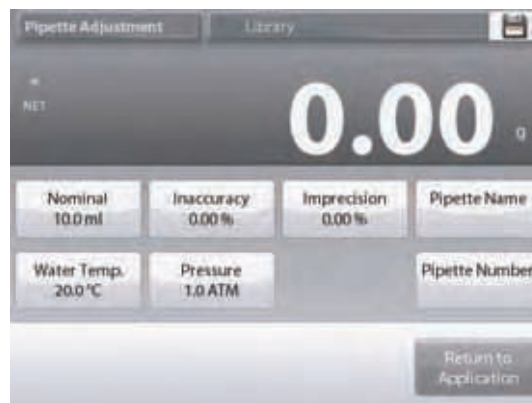 Pipette Adjustment
Library
NET
0.00 g
Nominal
10.0 ml
Inaccuracy
0.00 %
Imprecision
0.00 %
Pipette Name
Water Temp.
20.0 °C
Pressure
1.0 ATM
Pipette Number
Return to
Application